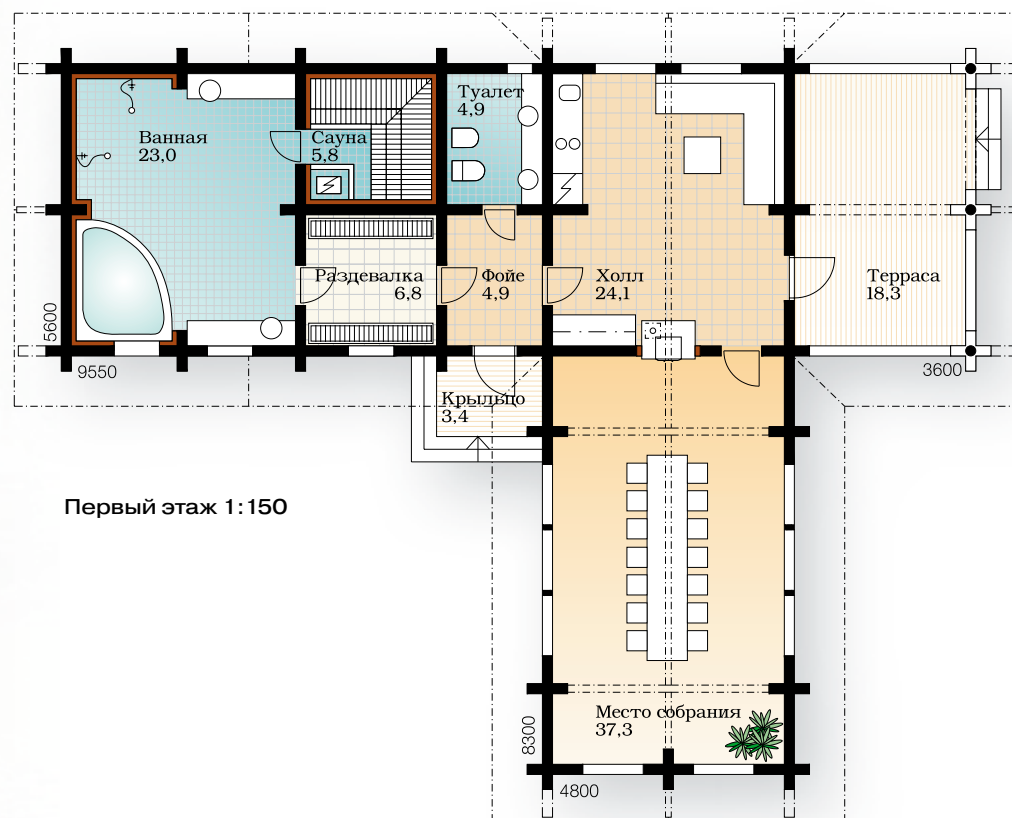 Туалет
4,9
Ванная
23,0
Сауна
5,8
Раздевалка
6,8
Фойе
4,9
Холл
24,1
Терраса
18,3
5600
9550
3600
Крыльцо
3,4
Первый этаж 1:150
Место собрания
37,3
8300
4800